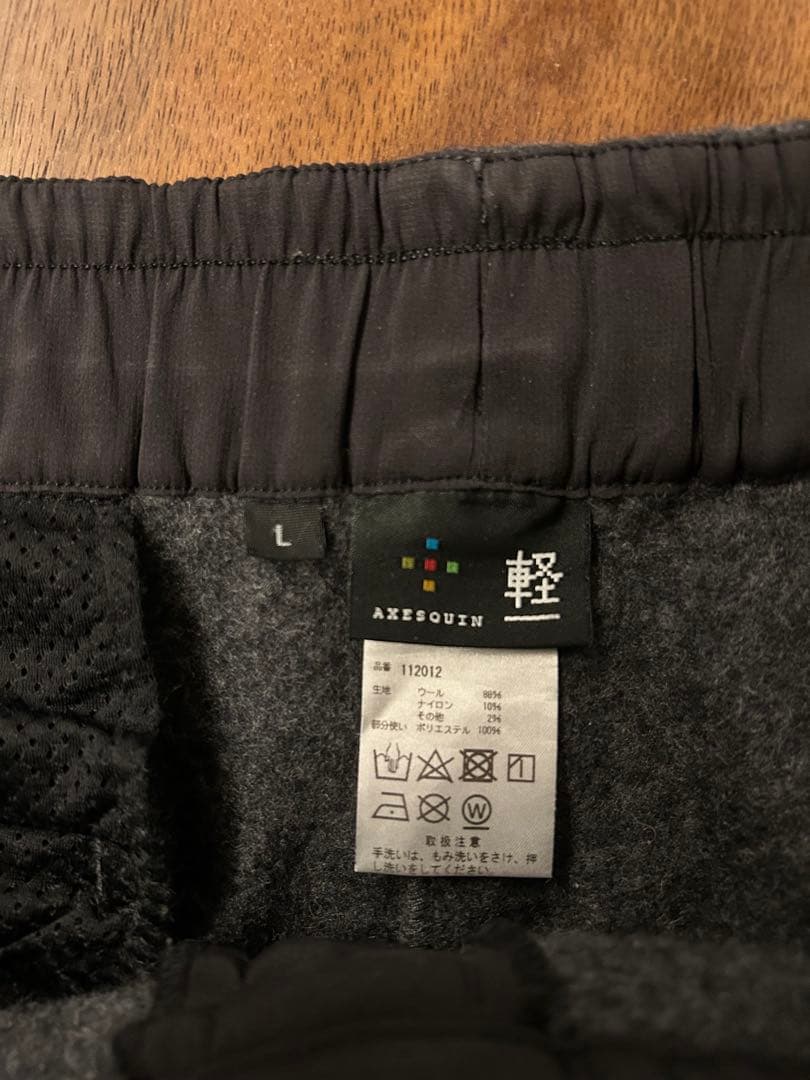 L
軽
AXESQUIN
品番 112012
生地 ウール 88%
ナイロン 10%
その他 2%
部分使い ポリエステル 100%
W
取扱注意
手洗いは、もみ洗いをさけ、押
し洗いをしてください